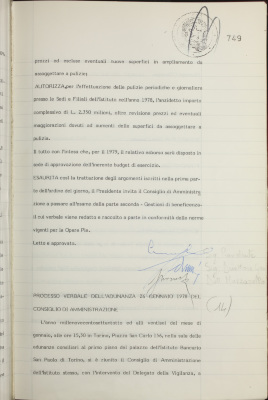 749
prezzi ed escluse eventuali nuove superfici in ampliamento da
assoggettare a pulizia;
AUTORIZZA per l'effettuazione delle pulizie periodiche e giornaliere
presso le Sedi e Filiali dell'Istituto nell'anno 1978, l'anzidetto importo
complessivo di L. 2.350 milioni, oltre revisione prezzi ed eventuali
maggiorazioni dovute ad aumenti delle superfici da assoggettare a
pulizia.
Il tutto con l'intesa che, per il 1979, il relativo esborso sarà disposto in
sede di approvazione dell'inerente budget di esercizio.
ESAURITA così la trattazione degli argomenti iscritti nella prima par-
te dell'ordine del giorno, il Presidente invita il Consiglio di Amministra
zione a passare all'esame della parte seconda - Gestioni di beneficenza-
il cui verbale viene redatto e raccolto a parte in conformità delle norme
vigenti per le Opere Pie.
Letto e approvato.
(14)
PROCESSO VERBALE DELL'ADUNANZA 26 GENNAIO 1978 DEL
CONSIGLIO DI AMMINISTRAZIONE
L'anno millenovecentosettantotto ed allì ventisei del mese di
gennaio, alle ore 15,30 in Torino, Piazza San Carlo 156, nella sala delle
adunanze consiliari al primo piano del palazzo dell'Istituto Bancario
San Paolo di Torino, si è riunito il Consiglio di Amministrazione
dell'Istituto stesso, con l'intervento del Delegato della Vigilanza, a